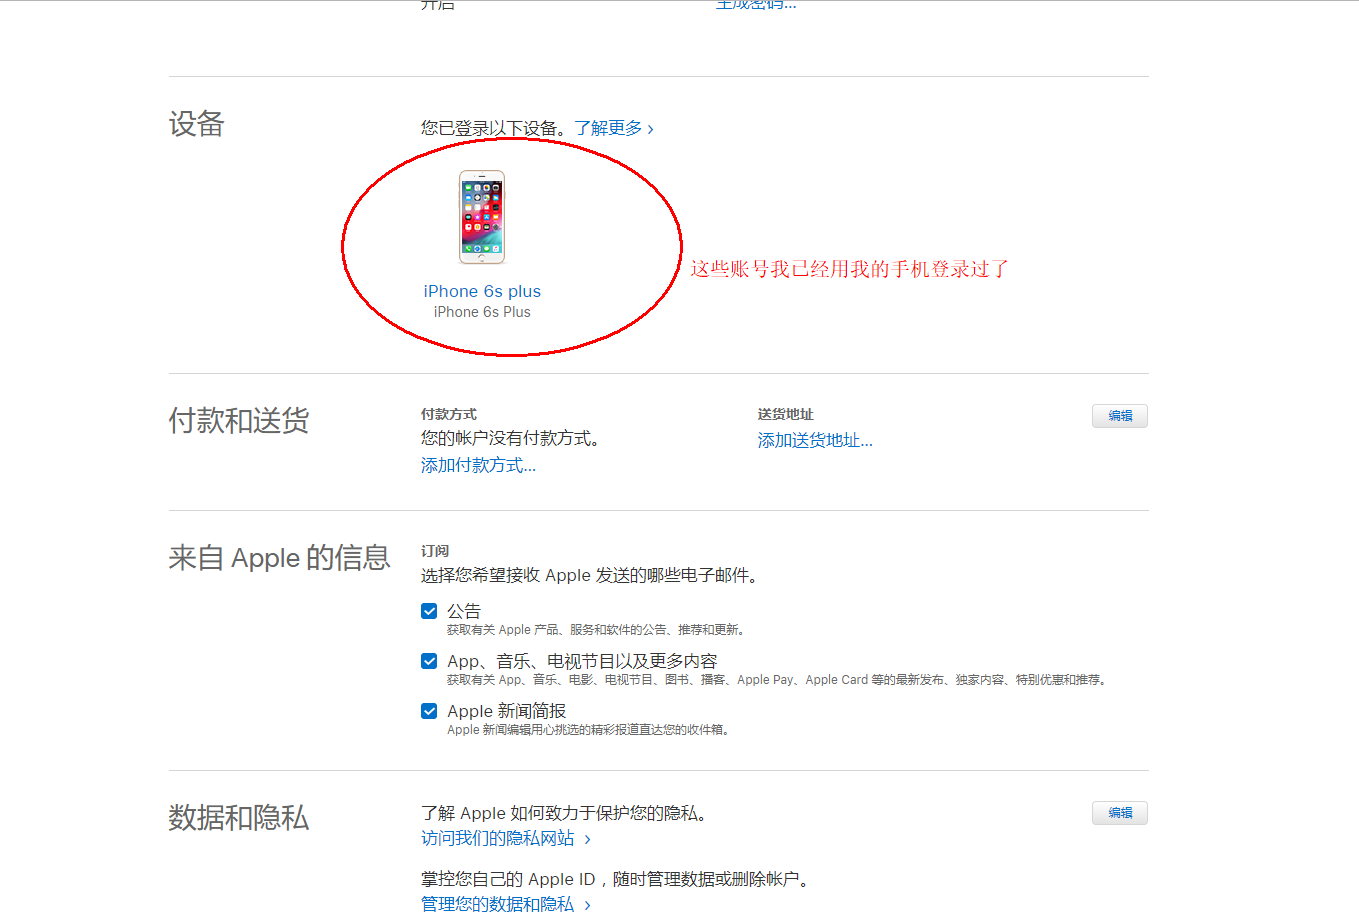 开启
生成密码...
设备
您已登录以下设备。了解更多 >
iPhone 6s plus
iPhone 6s Plus
这些账号我已经用我的手机登录过了
付款和送货
付款方式
您的帐户没有付款方式。
添加付款方式...
送货地址
添加送货地址...
编辑
来自 Apple 的信息
订阅
选择您希望接收 Apple 发送的哪些电子邮件。
公告
获取有关 Apple 产品、服务和软件的公告、推荐和更新。
App、音乐、电视节目以及更多内容
获取有关 App、音乐、电影、电视节目、图书、播客、Apple Pay、Apple Card 等的最新发布、独家内容、特别优惠和推荐。
Apple 新闻简报
Apple 新闻编辑用心挑选的精彩报道直达您的收件箱。
数据和隐私
了解 Apple 如何致力于保护您的隐私。
访问我们的隐私网站 >
编辑
掌控您自己的 Apple ID，随时管理数据或删除帐户。
管理您的数据和隐私 >